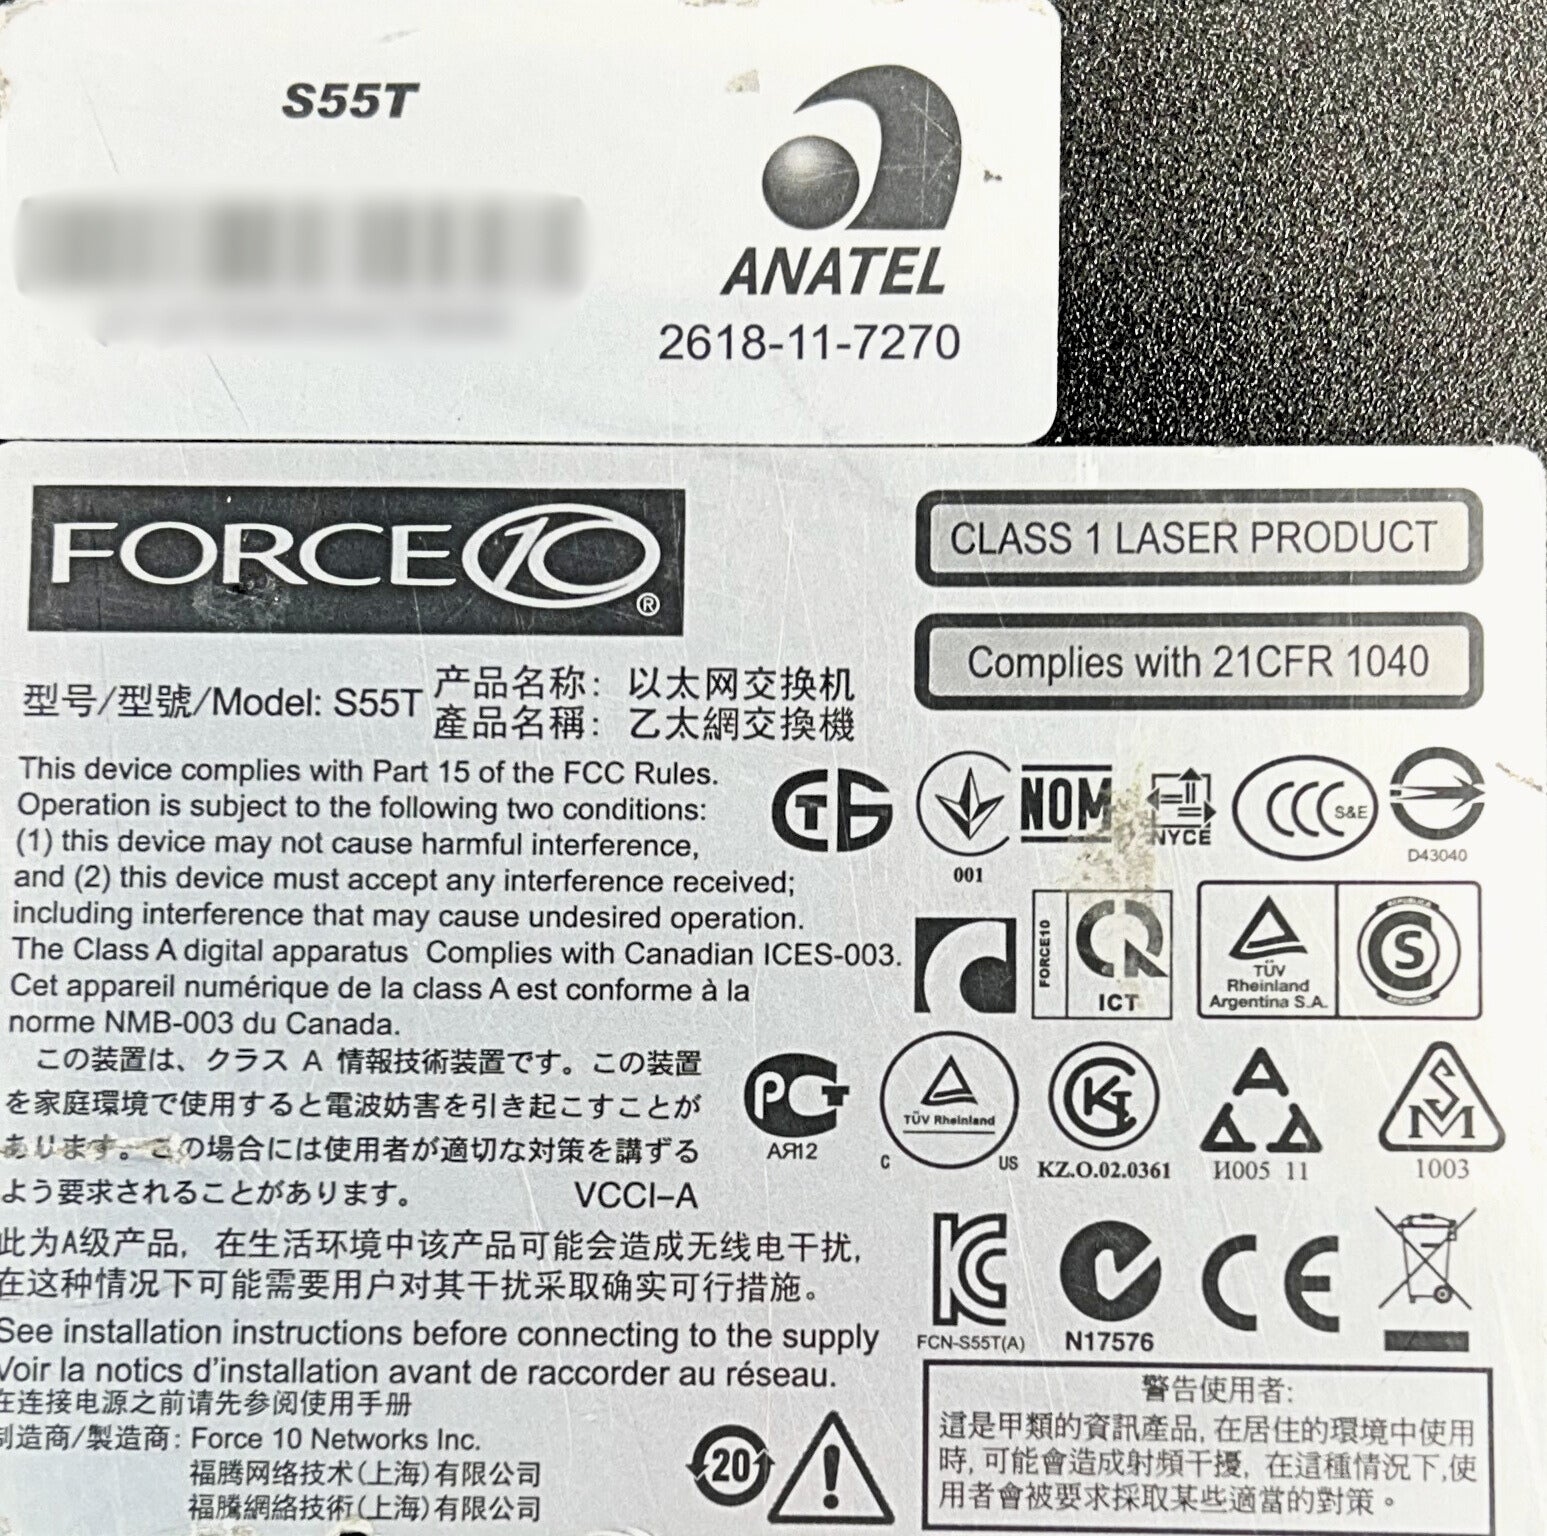 S55T
ANATEL
2618-11-7270
FORCE10®
型号/型號/Model: S55T
产品名称: 以太网交换机
產品名稱: 乙太網交換機
This device complies with Part 15 of the FCC Rules.
Operation is subject to the following two conditions:
(1) this device may not cause harmful interference,
and (2) this device must accept any interference received;
including interference that may cause undesired operation.
The Class A digital apparatus Complies with Canadian ICES-003.
Cet appareil numérique de la class A est conforme à la
norme NMB-003 du Canada.
この装置は、クラス A 情報技術装置です。この装置
を家庭環境で使用すると電波妨害を引き起こすことが
あります。この場合には使用者が適切な対策を講ずる
よう要求されることがあります。 VCCI-A
此为A级产品, 在生活环境中该产品可能会造成无线电干扰,
在这种情况下可能需要用户对其干扰采取确实可行措施。
See installation instructions before connecting to the supply
Voir la notics d'installation avant de raccorder au réseau.
在连接电源之前请先参阅使用手册
制造商/製造商: Force 10 Networks Inc.
福腾网络技术(上海)有限公司
福騰網絡技術(上海)有限公司
20
CLASS 1 LASER PRODUCT
Complies with 21CFR 1040
001
NOM
NYCE
CCC S&E
D43040
FORCE10
ICT
TÜV
Rheinland
Argentina S.A.
REPUBLICA
S
ARGENTINA
PCT
АЯ12
TÜV Rheinland
C US
KZ.O.02.0361
И005 11
1003
FCN-S55T(A)
N17576
CE
警告使用者:
這是甲類的資訊產品, 在居住的環境中使用
時, 可能會造成射頻干擾, 在這種情況下,使
用者會被要求採取某些適當的對策。